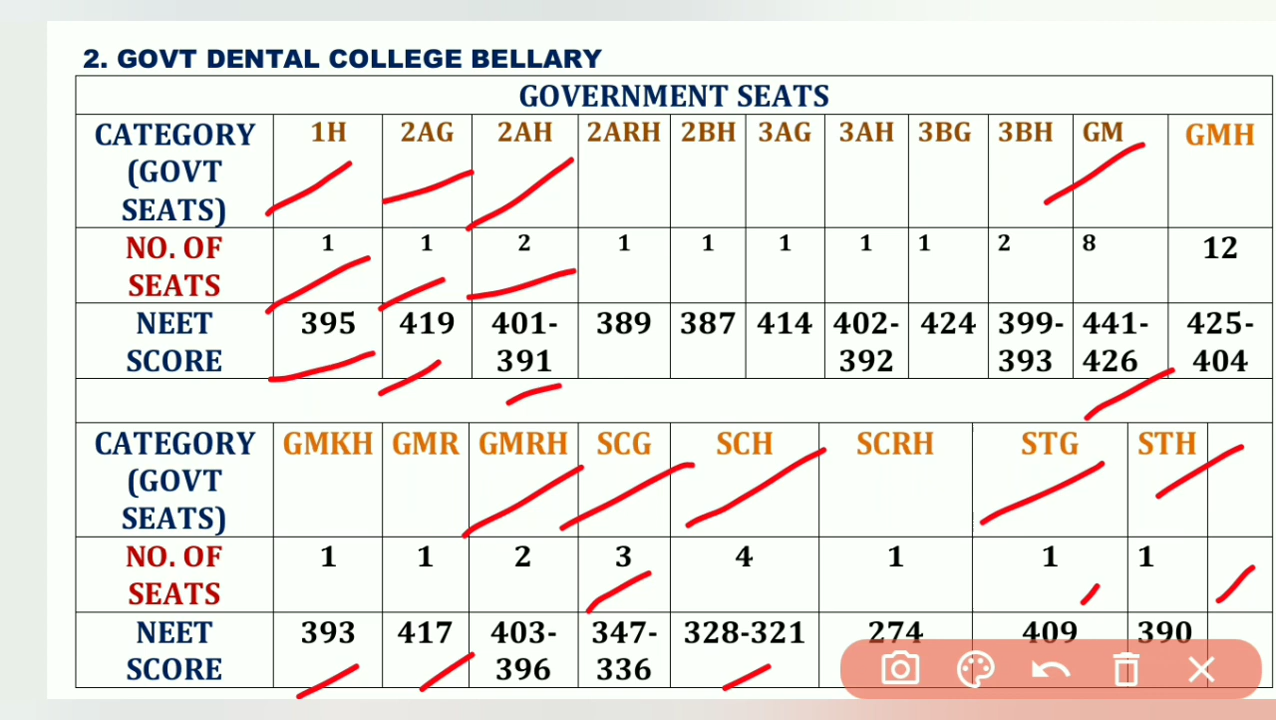 2. GOVT DENTAL COLLEGE BELLARY
GOVERNMENT SEATS
CATEGORY (GOVT SEATS) 1H 2AG 2AH 2ARH 2BH 3AG 3AH 3BG 3BH GM GMH
NO. OF SEATS 1 1 2 1 1 1 1 1 2 8 12
NEET SCORE 395 419 401-391 389 387 414 402-392 424 399-393 441-426 425-404
CATEGORY (GOVT SEATS) GMKH GMR GMRH SCG SCH SCRH STG STH
NO. OF SEATS 1 1 2 3 4 1 1 1
NEET SCORE 393 417 403-396 347-336 328-321 274 409 390